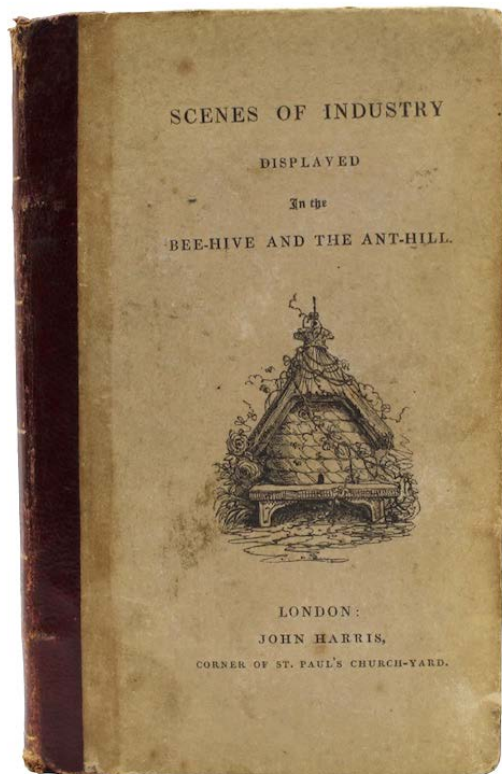 SCENES OF INDUSTRY
DISPLAYED
In the
BEE-HIVE AND THE ANT-HILL.
LONDON:
JOHN HARRIS,
CORNER OF ST. PAUL'S CHURCH-YARD.